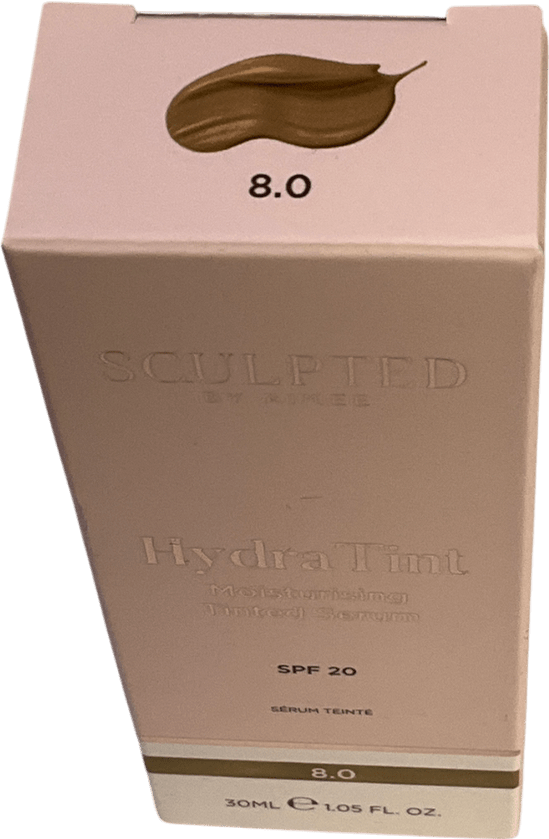 8.0
SCULPTED
BY AIMEE
HydraTint
Moisturising
Tinted Serum
SPF 20
SÉRUM TEINTÉ
8.0
30ML ℮ 1.05 FL. OZ.